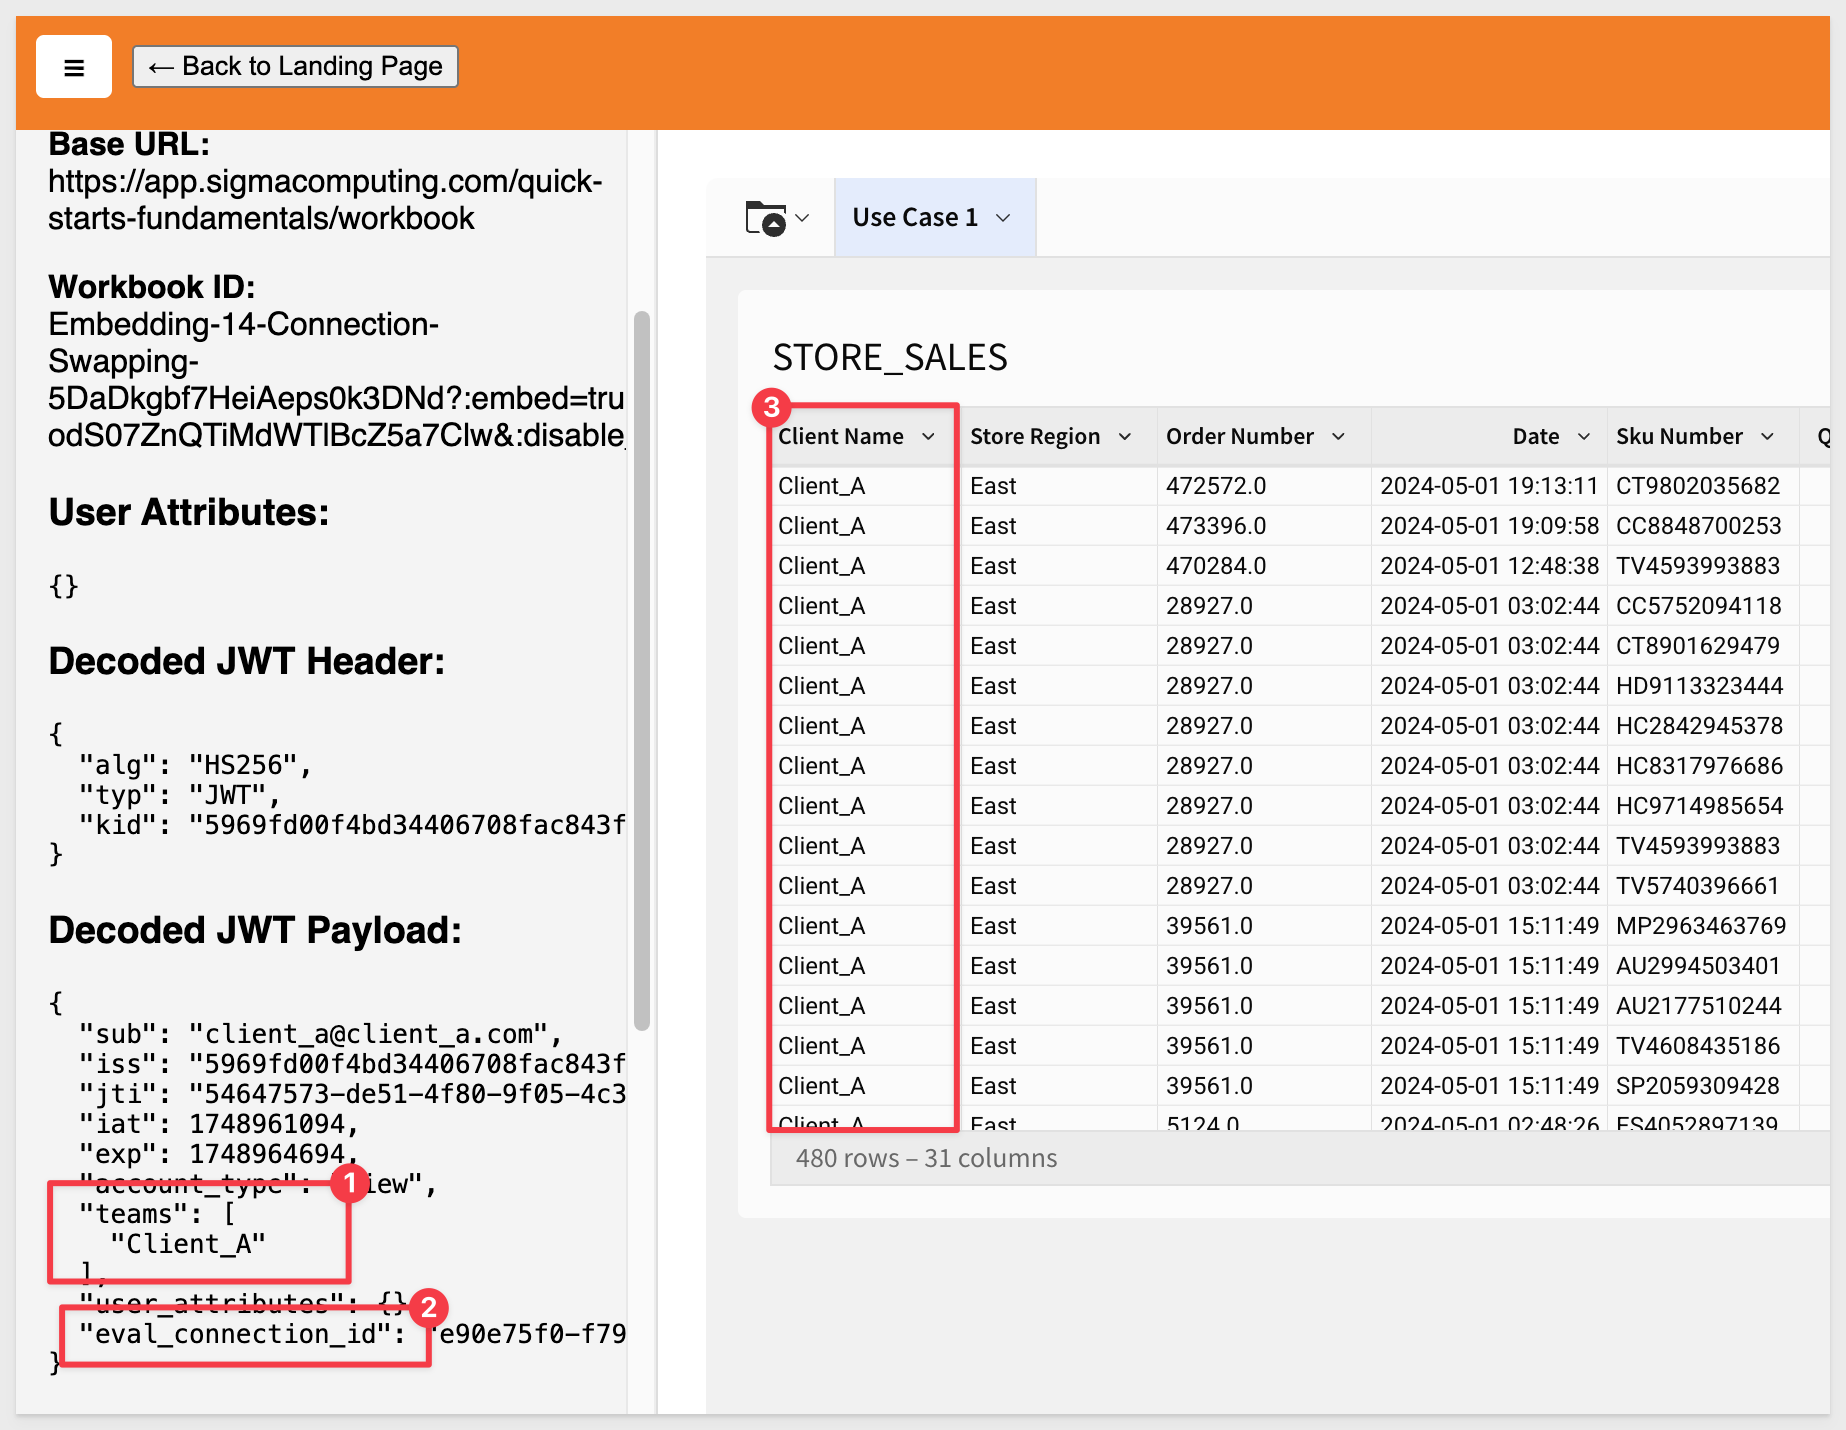 ← Back to Landing Page
Base URL:
https://app.sigmacomputing.com/quick-
starts-fundamentals/workbook
Workbook ID:
Embedding-14-Connection-
Swapping-
5DaDkgbf7HeiAeps0k3DNd?:embed=tru
odS07ZnQTiMdWTlBcZ5a7Clw&:disable_
User Attributes:
{}
Decoded JWT Header:
{
"alg": "HS256",
"typ": "JWT",
"kid": "5969fd00f4bd34406708fac843f
}
Decoded JWT Payload:
{
"sub": "client_a@client_a.com",
"iss": "5969fd00f4bd34406708fac843f
"jti": "54647573-de51-4f80-9f05-4c3
"iat": 1748961094,
"exp": 1748964694,
"account_type": iew",
1
"teams": [
"Client_A"
],
"user_attributes": {}
2
"eval_connection_id": "e90e75f0-f79
}
Use Case 1
STORE_SALES
3
Client Name Store Region Order Number Date Sku Number Q
Client_A East 472572.0 2024-05-01 19:13:11 CT9802035682
Client_A East 473396.0 2024-05-01 19:09:58 CC8848700253
Client_A East 470284.0 2024-05-01 12:48:38 TV4593993883
Client_A East 28927.0 2024-05-01 03:02:44 CC5752094118
Client_A East 28927.0 2024-05-01 03:02:44 CT8901629479
Client_A East 28927.0 2024-05-01 03:02:44 HD9113323444
Client_A East 28927.0 2024-05-01 03:02:44 HC2842945378
Client_A East 28927.0 2024-05-01 03:02:44 HC8317976686
Client_A East 28927.0 2024-05-01 03:02:44 HC9714985654
Client_A East 28927.0 2024-05-01 03:02:44 TV4593993883
Client_A East 28927.0 2024-05-01 03:02:44 TV5740396661
Client_A East 39561.0 2024-05-01 15:11:49 MP2963463769
Client_A East 39561.0 2024-05-01 15:11:49 AU2994503401
Client_A East 39561.0 2024-05-01 15:11:49 AU2177510244
Client_A East 39561.0 2024-05-01 15:11:49 TV4608435186
Client_A East 39561.0 2024-05-01 15:11:49 SP2059309428
Client_A East 5124.0 2024-05-01 02:48:26 ES4052897139
480 rows – 31 columns